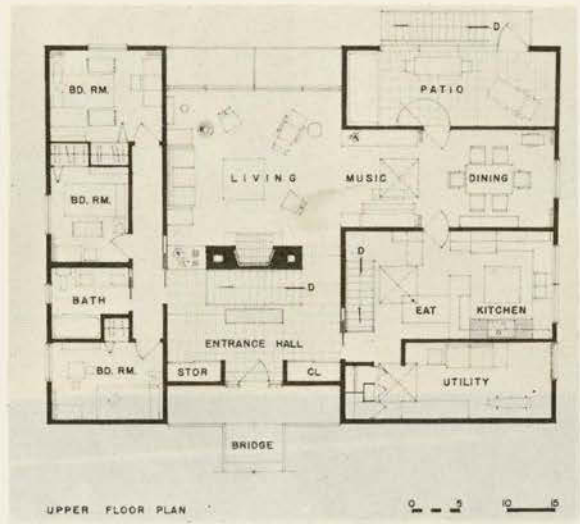 D
PATIO
BD. RM.
LIVING
MUSIC
DINING
BD. RM.
D
BATH
D
EAT
KITCHEN
ENTRANCE HALL
BD. RM.
STOR
CL
UTILITY
BRIDGE
UPPER FLOOR PLAN
0 5 10 15